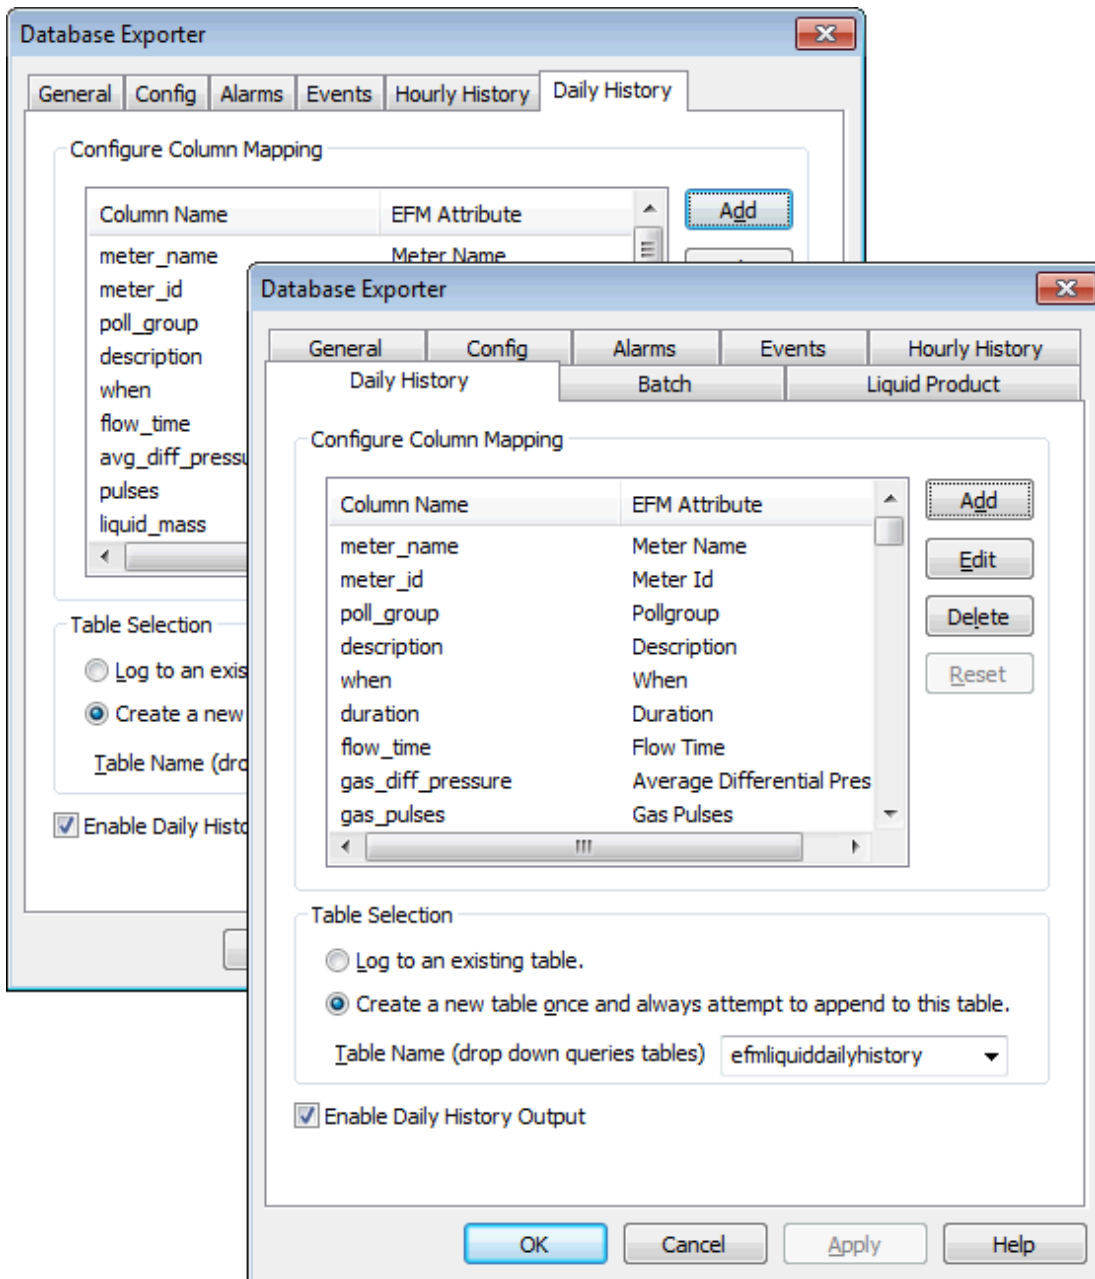 Database Exporter
General Config Alarms Events Hourly History Daily History
Configure Column Mapping
Column Name EFM Attribute
Add
meter_name Meter Name
meter_id
poll_group
description
when
flow_time
avg_diff_pressu
pulses
liquid_mass
Table Selection
Log to an exis
Create a new
Table Name (dro
Enable Daily Histo
Database Exporter
General Config Alarms Events Hourly History
Daily History Batch Liquid Product
Configure Column Mapping
Column Name EFM Attribute
Add
meter_name Meter Name
Edit
meter_id Meter Id
poll_group Pollgroup
Delete
description Description
when When
Reset
duration Duration
flow_time Flow Time
gas_diff_pressure Average Differential Pres
gas_pulses Gas Pulses
Table Selection
Log to an existing table.
Create a new table once and always attempt to append to this table.
Table Name (drop down queries tables) efmliquiddailyhistory
Enable Daily History Output
OK Cancel Apply Help